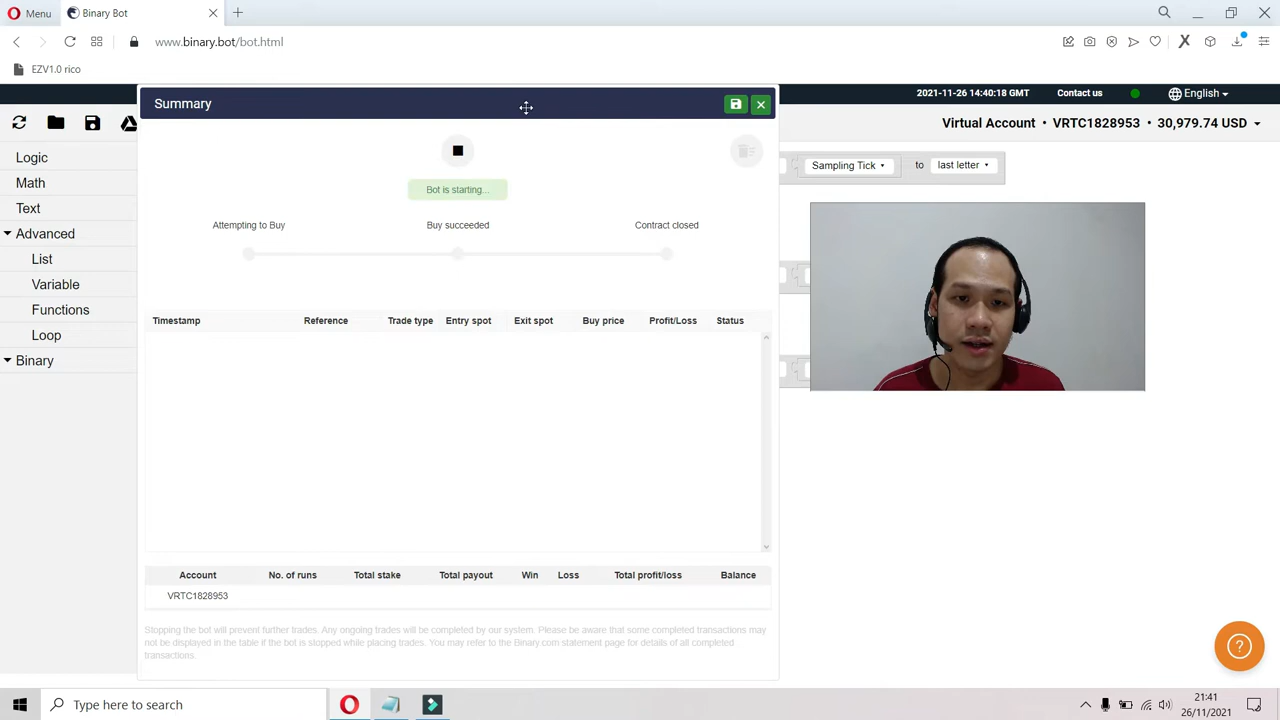 Menu
Binary Bot
www.binary.bot/bot.html
EZV1.0 rico
Summary
2021-11-26 14:40:18 GMT
Contact us
English
Virtual Account • VRTC1828953 • 30,979.74 USD
Logic
Math
Text
Advanced
List
Variable
Functions
Loop
Binary
Sampling Tick
to
last letter
Bot is starting...
Attempting to Buy
Buy succeeded
Contract closed
Timestamp Reference Trade type Entry spot Exit spot Buy price Profit/Loss Status
Account No. of runs Total stake Total payout Win Loss Total profit/loss Balance
VRTC1828953
Stopping the bot will prevent further trades. Any ongoing trades will be completed by our system. Please be aware that some completed transactions may
not be displayed in the table if the bot is stopped while placing trades. You may refer to the Binary.com statement page for details of all completed
transactions.
Type here to search
21:41
26/11/2021